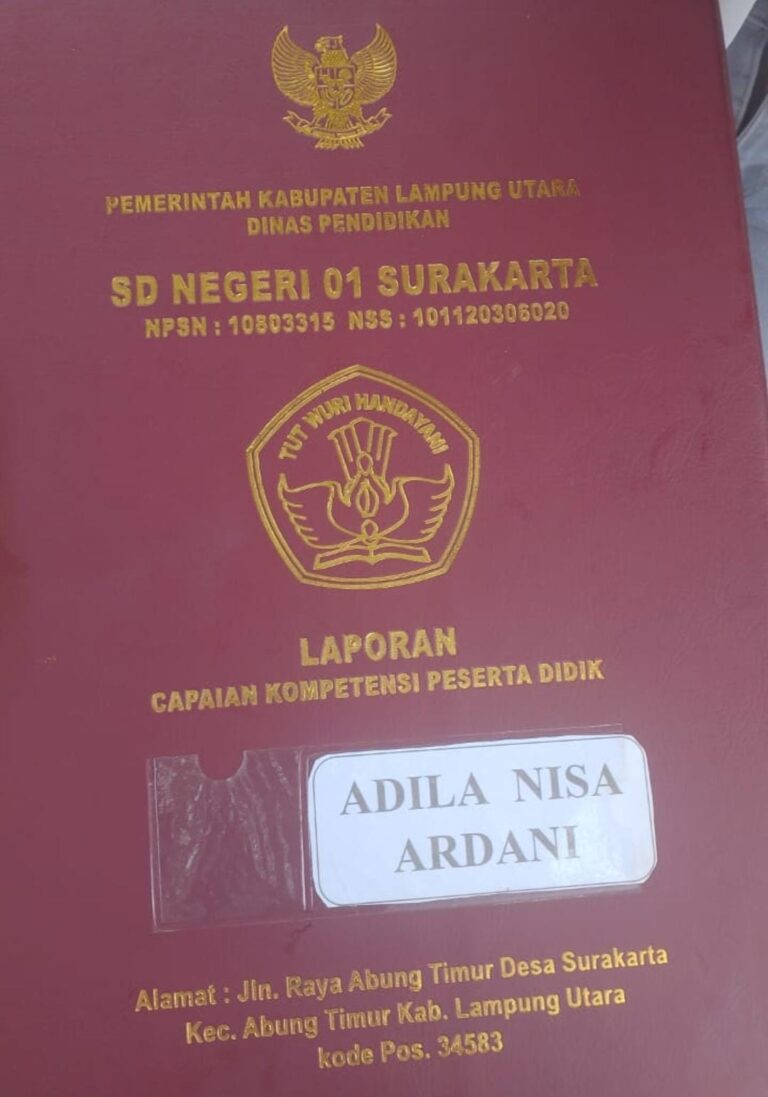 PEMERINTAH KABUPATEN LAMPUNG UTARA
DINAS PENDIDIKAN
SD NEGERI 01 SURAKARTA
NPSN : 10803315 NSS : 101120306020
TUT WURI HANDAYANI
LAPORAN
CAPAIAN KOMPETENSI PESERTA DIDIK
ADILA NISA
ARDANI
Alamat : Jln. Raya Abung Timur Desa Surakarta
Kec. Abung Timur Kab. Lampung Utara
kode Pos. 34583